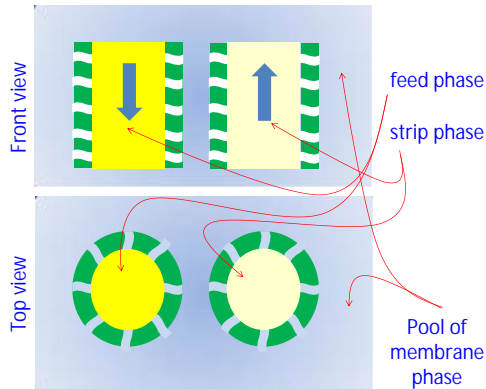 Front view
feed phase
strip phase
Top view
Pool of
membrane
phase